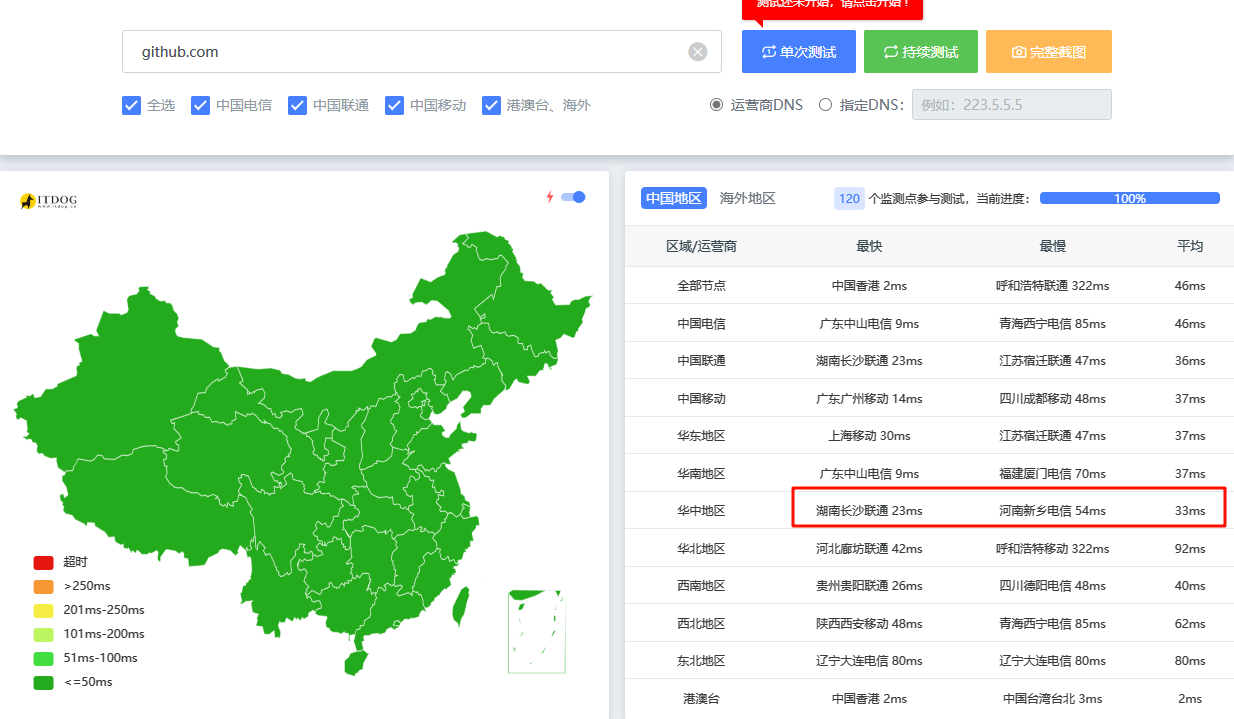 测试还未开始，请点击开始！
github.com
单次测试
持续测试
完整截图
全选 中国电信 中国联通 中国移动 港澳台、海外
运营商DNS 指定DNS： 例如：223.5.5.5
ITDOG
www.itdog.cn
超时
>250ms
201ms-250ms
101ms-200ms
51ms-100ms
<=50ms
中国地区 海外地区 120 个监测点参与测试，当前进度： 100%
区域/运营商 最快 最慢 平均
全部节点 中国香港 2ms 呼和浩特联通 322ms 46ms
中国电信 广东中山电信 9ms 青海西宁电信 85ms 46ms
中国联通 湖南长沙联通 23ms 江苏宿迁联通 47ms 36ms
中国移动 广东广州移动 14ms 四川成都移动 48ms 37ms
华东地区 上海移动 30ms 江苏宿迁联通 47ms 37ms
华南地区 广东中山电信 9ms 福建厦门电信 70ms 37ms
华中地区 湖南长沙联通 23ms 河南新乡电信 54ms 33ms
华北地区 河北廊坊联通 42ms 呼和浩特移动 322ms 92ms
西南地区 贵州贵阳联通 26ms 四川德阳电信 48ms 40ms
西北地区 陕西西安移动 48ms 青海西宁电信 85ms 62ms
东北地区 辽宁大连电信 80ms 辽宁大连电信 80ms 80ms
港澳台 中国香港 2ms 中国台湾台北 3ms 2ms